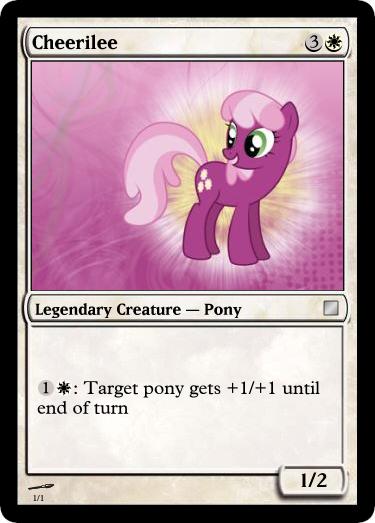 Cheerilee 3
Legendary Creature — Pony
1 : Target pony gets +1/+1 until
end of turn
1/2
1/1